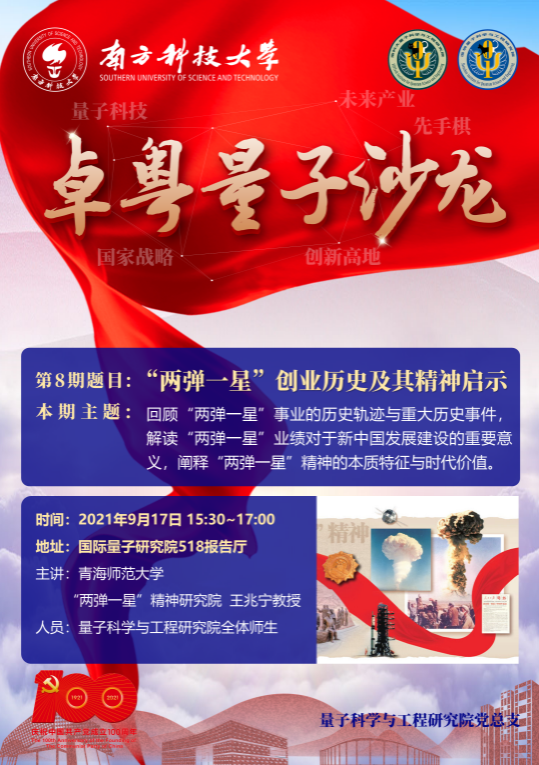 南方科技大学
SOUTHERN UNIVERSITY OF SCIENCE AND TECHNOLOGY
量子科技
未来产业
先手棋
卓粤量子沙龙
国家战略
创新高地
第8期题目：“两弹一星”创业历史及其精神启示
本期主题：回顾“两弹一星”事业的历史轨迹与重大历史事件，
解读“两弹一星”业绩对于新中国发展建设的重要意
义，阐释“两弹一星”精神的本质特征与时代价值。
时间：2021年9月17日 15:30~17:00
地址：国际量子研究院518报告厅
主讲：青海师范大学
“两弹一星”精神研究院 王兆宁教授
人员：量子科学与工程研究院全体师生
”精神
100
1921
2021
庆祝中国共产党成立100周年
量子科学与工程研究院党总支